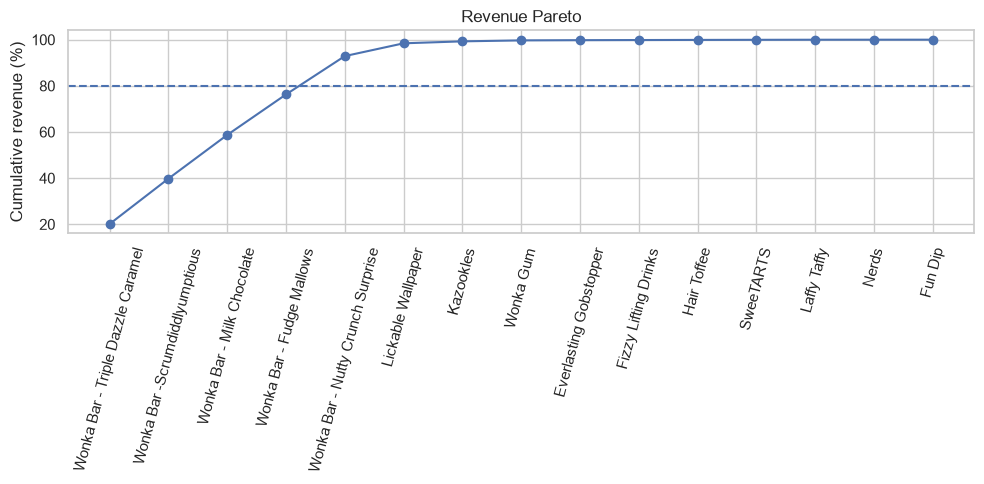 Revenue Pareto
Cumulative revenue (%)
100
80
60
40
20
Wonka Bar - Triple Dazzle Caramel
Wonka Bar -Scrumdiddlyumptious
Wonka Bar - Milk Chocolate
Wonka Bar - Fudge Mallows
Wonka Bar - Nutty Crunch Surprise
Lickable Wallpaper
Kazookles
Wonka Gum
Everlasting Gobstopper
Fizzy Lifting Drinks
Hair Toffee
SweeTARTS
Laffy Taffy
Nerds
Fun Dip